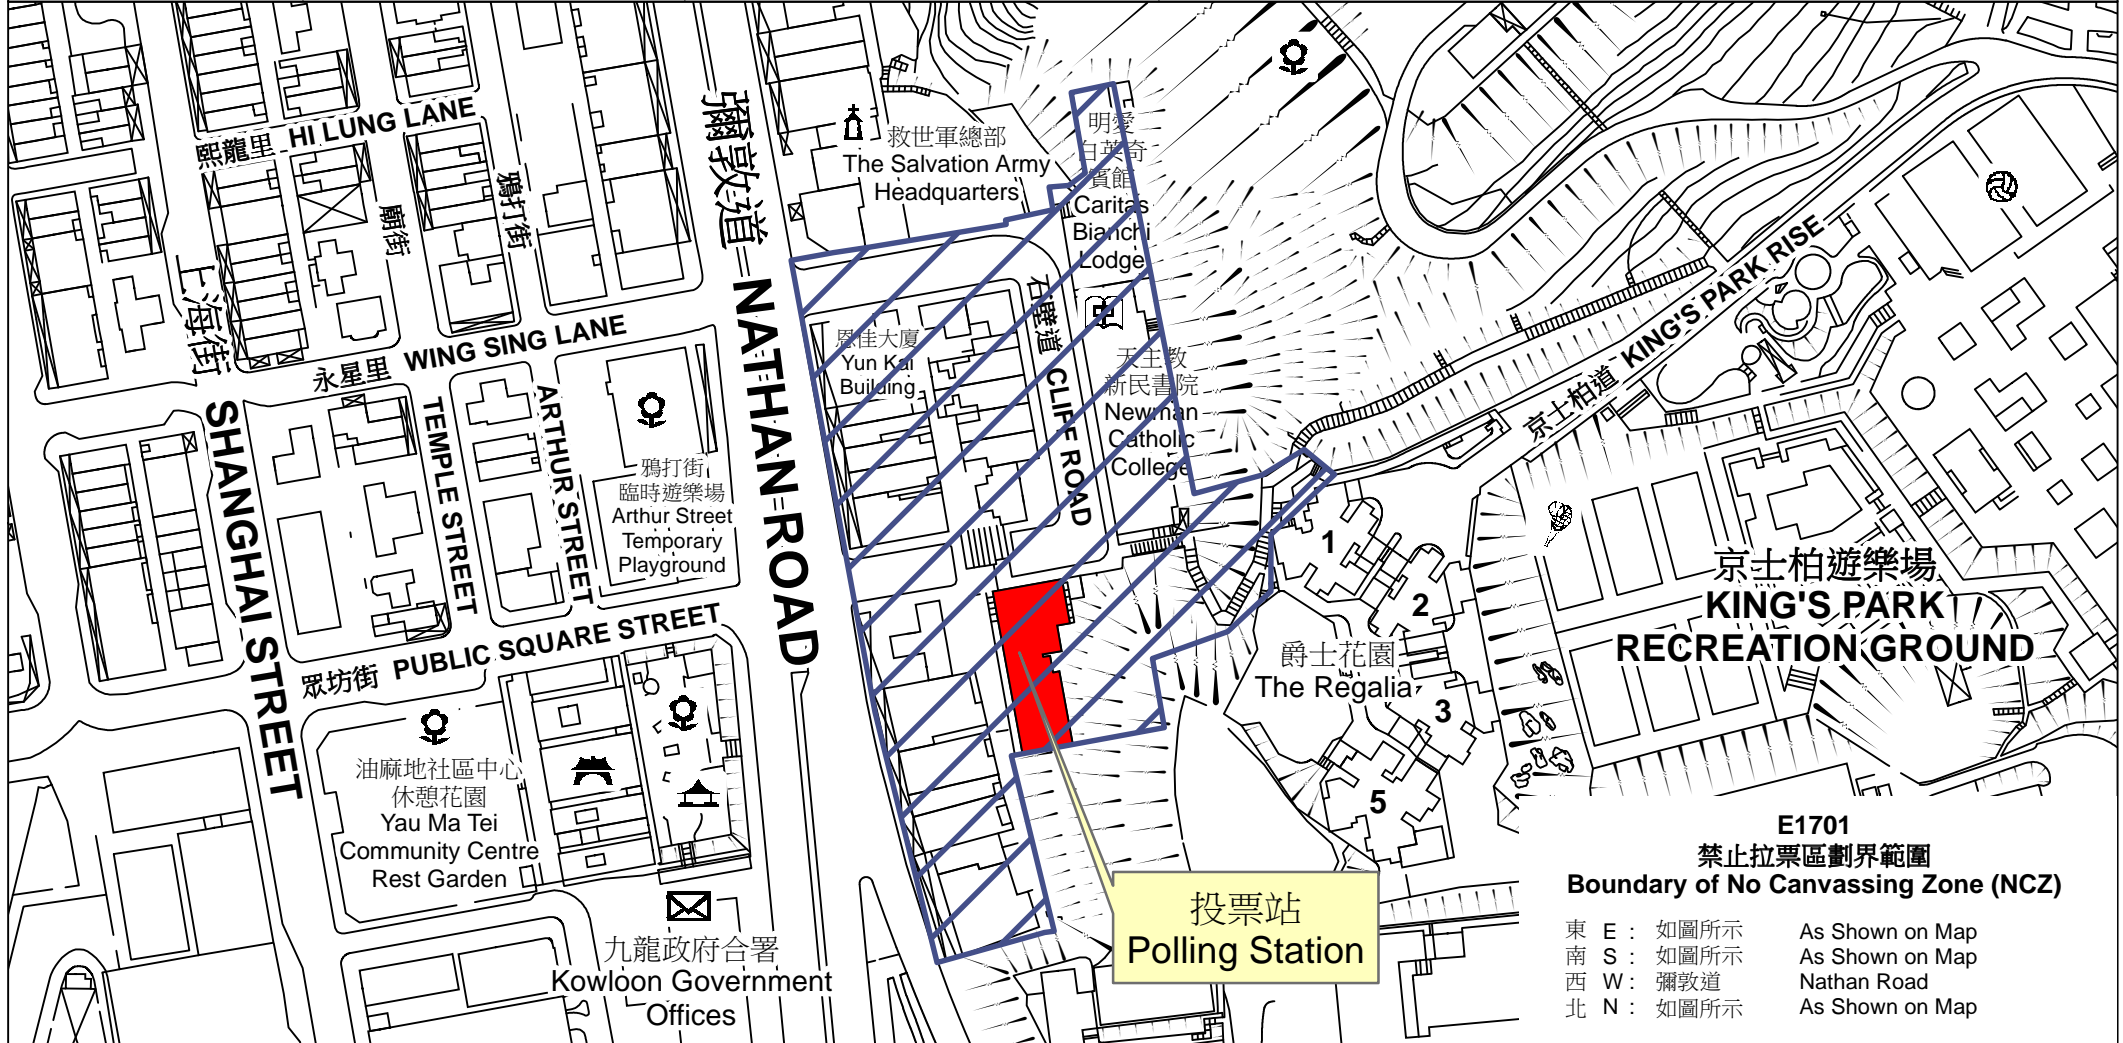 熙龍里 HI LUNG LANE
鴉打街
廟街
上海街
SHANGHAI STREET
永星里 WING SING LANE
TEMPLE STREET
ARTHUR STREET
鴉打街
臨時遊樂場
Arthur Street
Temporary
Playground
眾坊街 PUBLIC SQUARE STREET
油麻地社區中心
休憩花園
Yau Ma Tei
Community Centre
Rest Garden
九龍政府合署
Kowloon Government
Offices
彌敦道 NATHAN ROAD
救世軍總部
The Salvation Army
Headquarters
明愛
白英奇
賓館
Caritas
Bianchi
Lodge
恩佳大廈
Yun Kai
Building
石壁道 CLIFF ROAD
天主教
新民書院
Newman
Catholic
College
京士柏道 KING'S PARK RISE
1
2
3
5
爵士花園
The Regalia
京士柏遊樂場
KING'S PARK
RECREATION GROUND
投票站
Polling Station
E1701
禁止拉票區劃界範圍
Boundary of No Canvassing Zone (NCZ)
東 E : 如圖所示 As Shown on Map
南 S : 如圖所示 As Shown on Map
西 W : 彌敦道 Nathan Road
北 N : 如圖所示 As Shown on Map